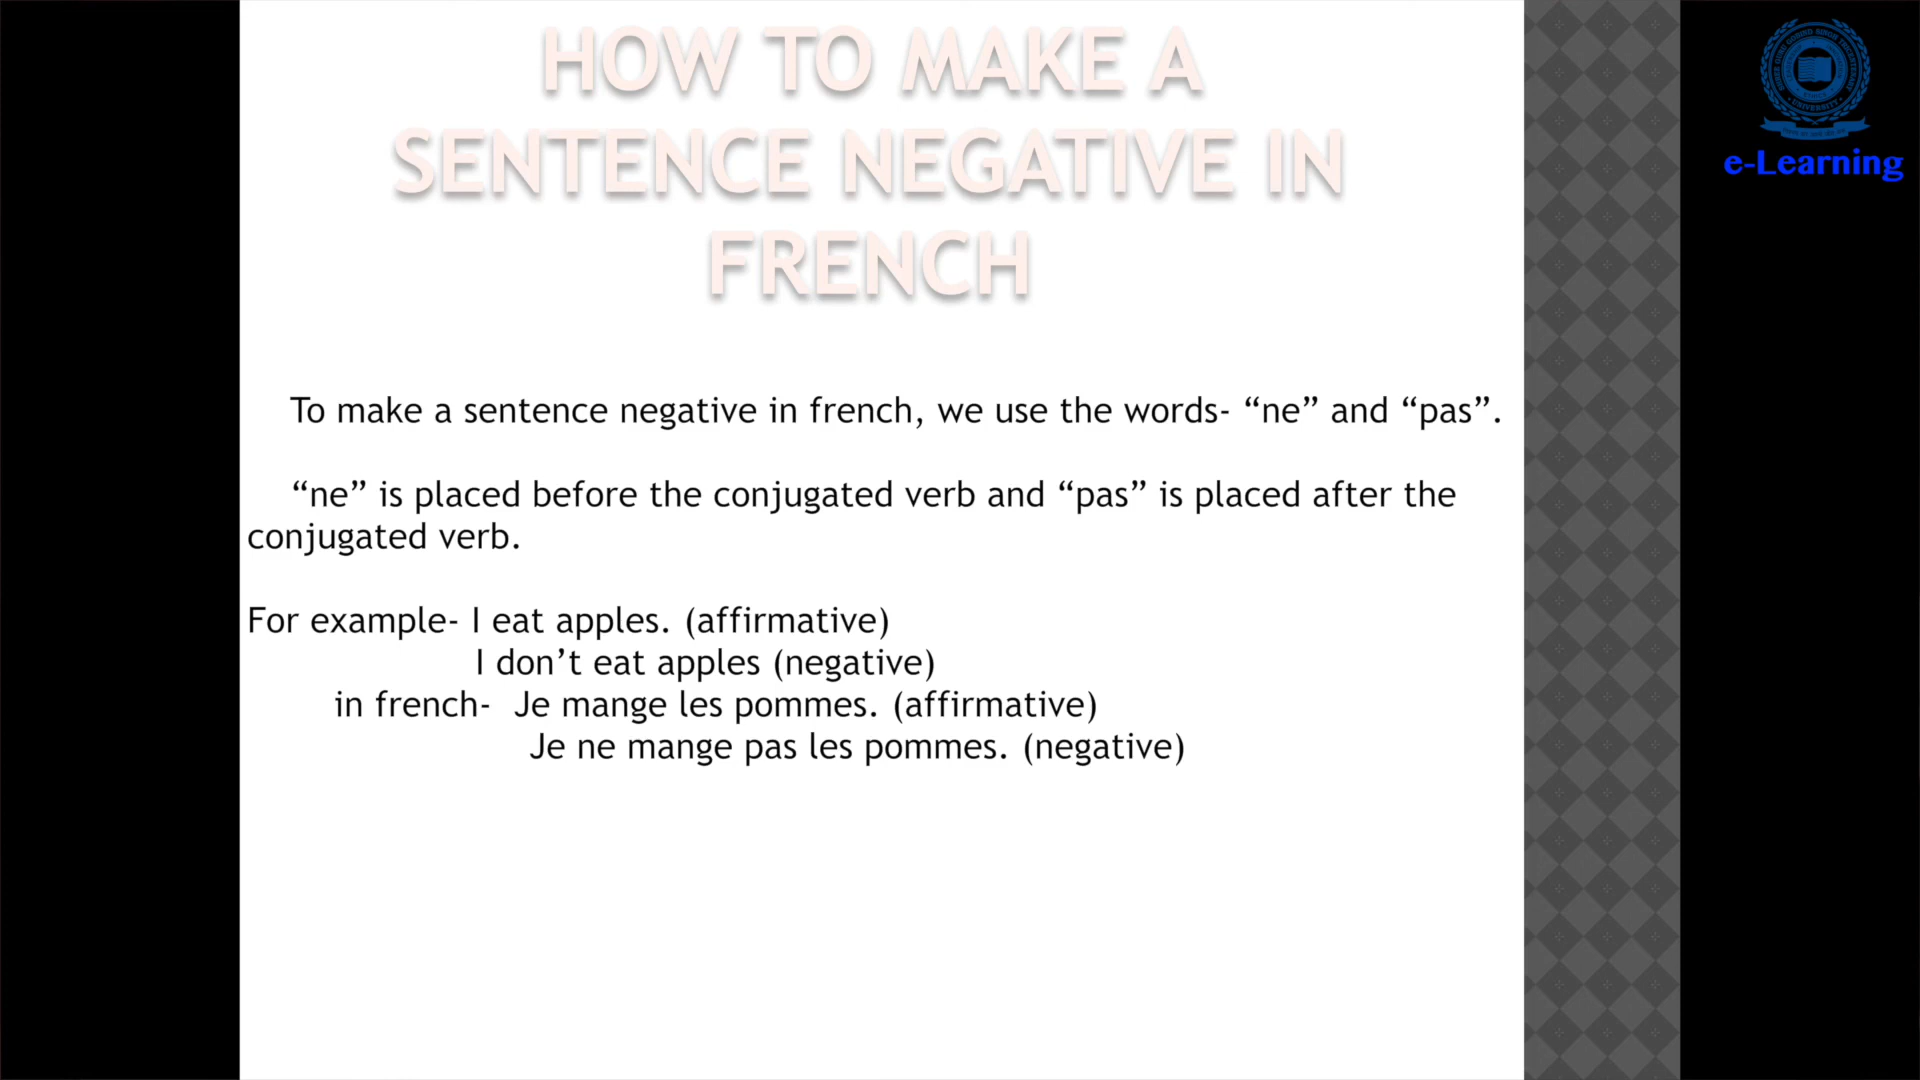 HOW TO MAKE A
SENTENCE NEGATIVE IN
FRENCH
To make a sentence negative in french, we use the words- “ne” and “pas”.
“ne” is placed before the conjugated verb and “pas” is placed after the
conjugated verb.
For example- I eat apples. (affirmative)
I don’t eat apples (negative)
in french- Je mange les pommes. (affirmative)
Je ne mange pas les pommes. (negative)
UNIVERSITY
e-Learning